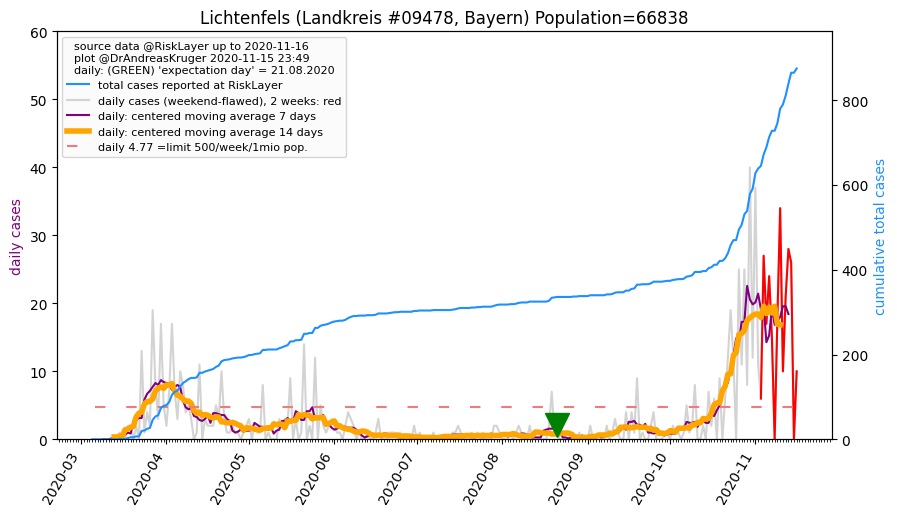 Lichtenfels (Landkreis #09478, Bayern) Population=66838
source data @RiskLayer up to 2020-11-16
plot @DrAndreasKruger 2020-11-15 23:49
daily: (GREEN) 'expectation day' = 21.08.2020
total cases reported at RiskLayer
daily cases (weekend-flawed), 2 weeks: red
daily: centered moving average 7 days
daily: centered moving average 14 days
daily 4.77 =limit 500/week/1mio pop.
daily cases
60
50
40
30
20
10
0
cumulative total cases
800
600
400
200
0
2020-03
2020-04
2020-05
2020-06
2020-07
2020-08
2020-09
2020-10
2020-11